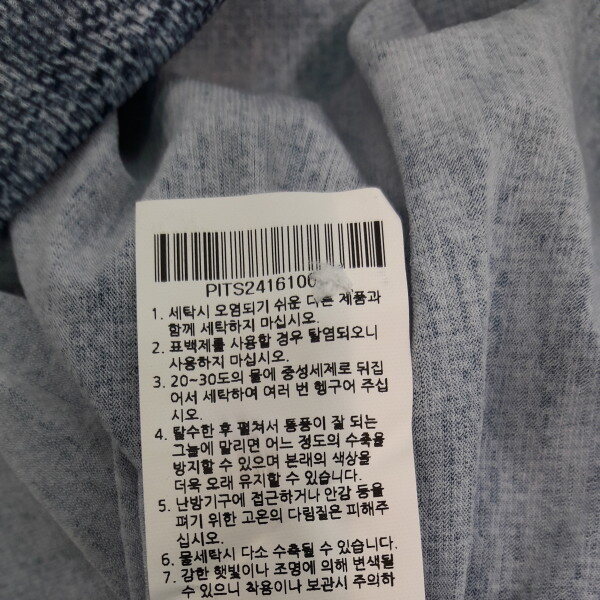 PITS2416100
1. 세탁시 오염되기 쉬운 다른 제품과
함께 세탁하지 마십시오.
2. 표백제를 사용할 경우 탈염되오니
사용하지 마십시오.
3. 20~30도의 물에 중성세제로 뒤집
어서 세탁하여 여러 번 헹구어 주십
시오.
4. 탈수한 후 펼쳐서 통풍이 잘 되는
그늘에 말리면 어느 정도의 수축을
방지할 수 있으며 본래의 색상을
더욱 오래 유지할 수 있습니다.
5. 난방기구에 접근하거나 안감 등을
펴기 위한 고온의 다림질은 피해주
십시오.
6. 물세탁시 다소 수축될 수 있습니다.
7. 강한 햇빛이나 조명에 의해 변색될
수 있으니 착용이나 보관시 주의하